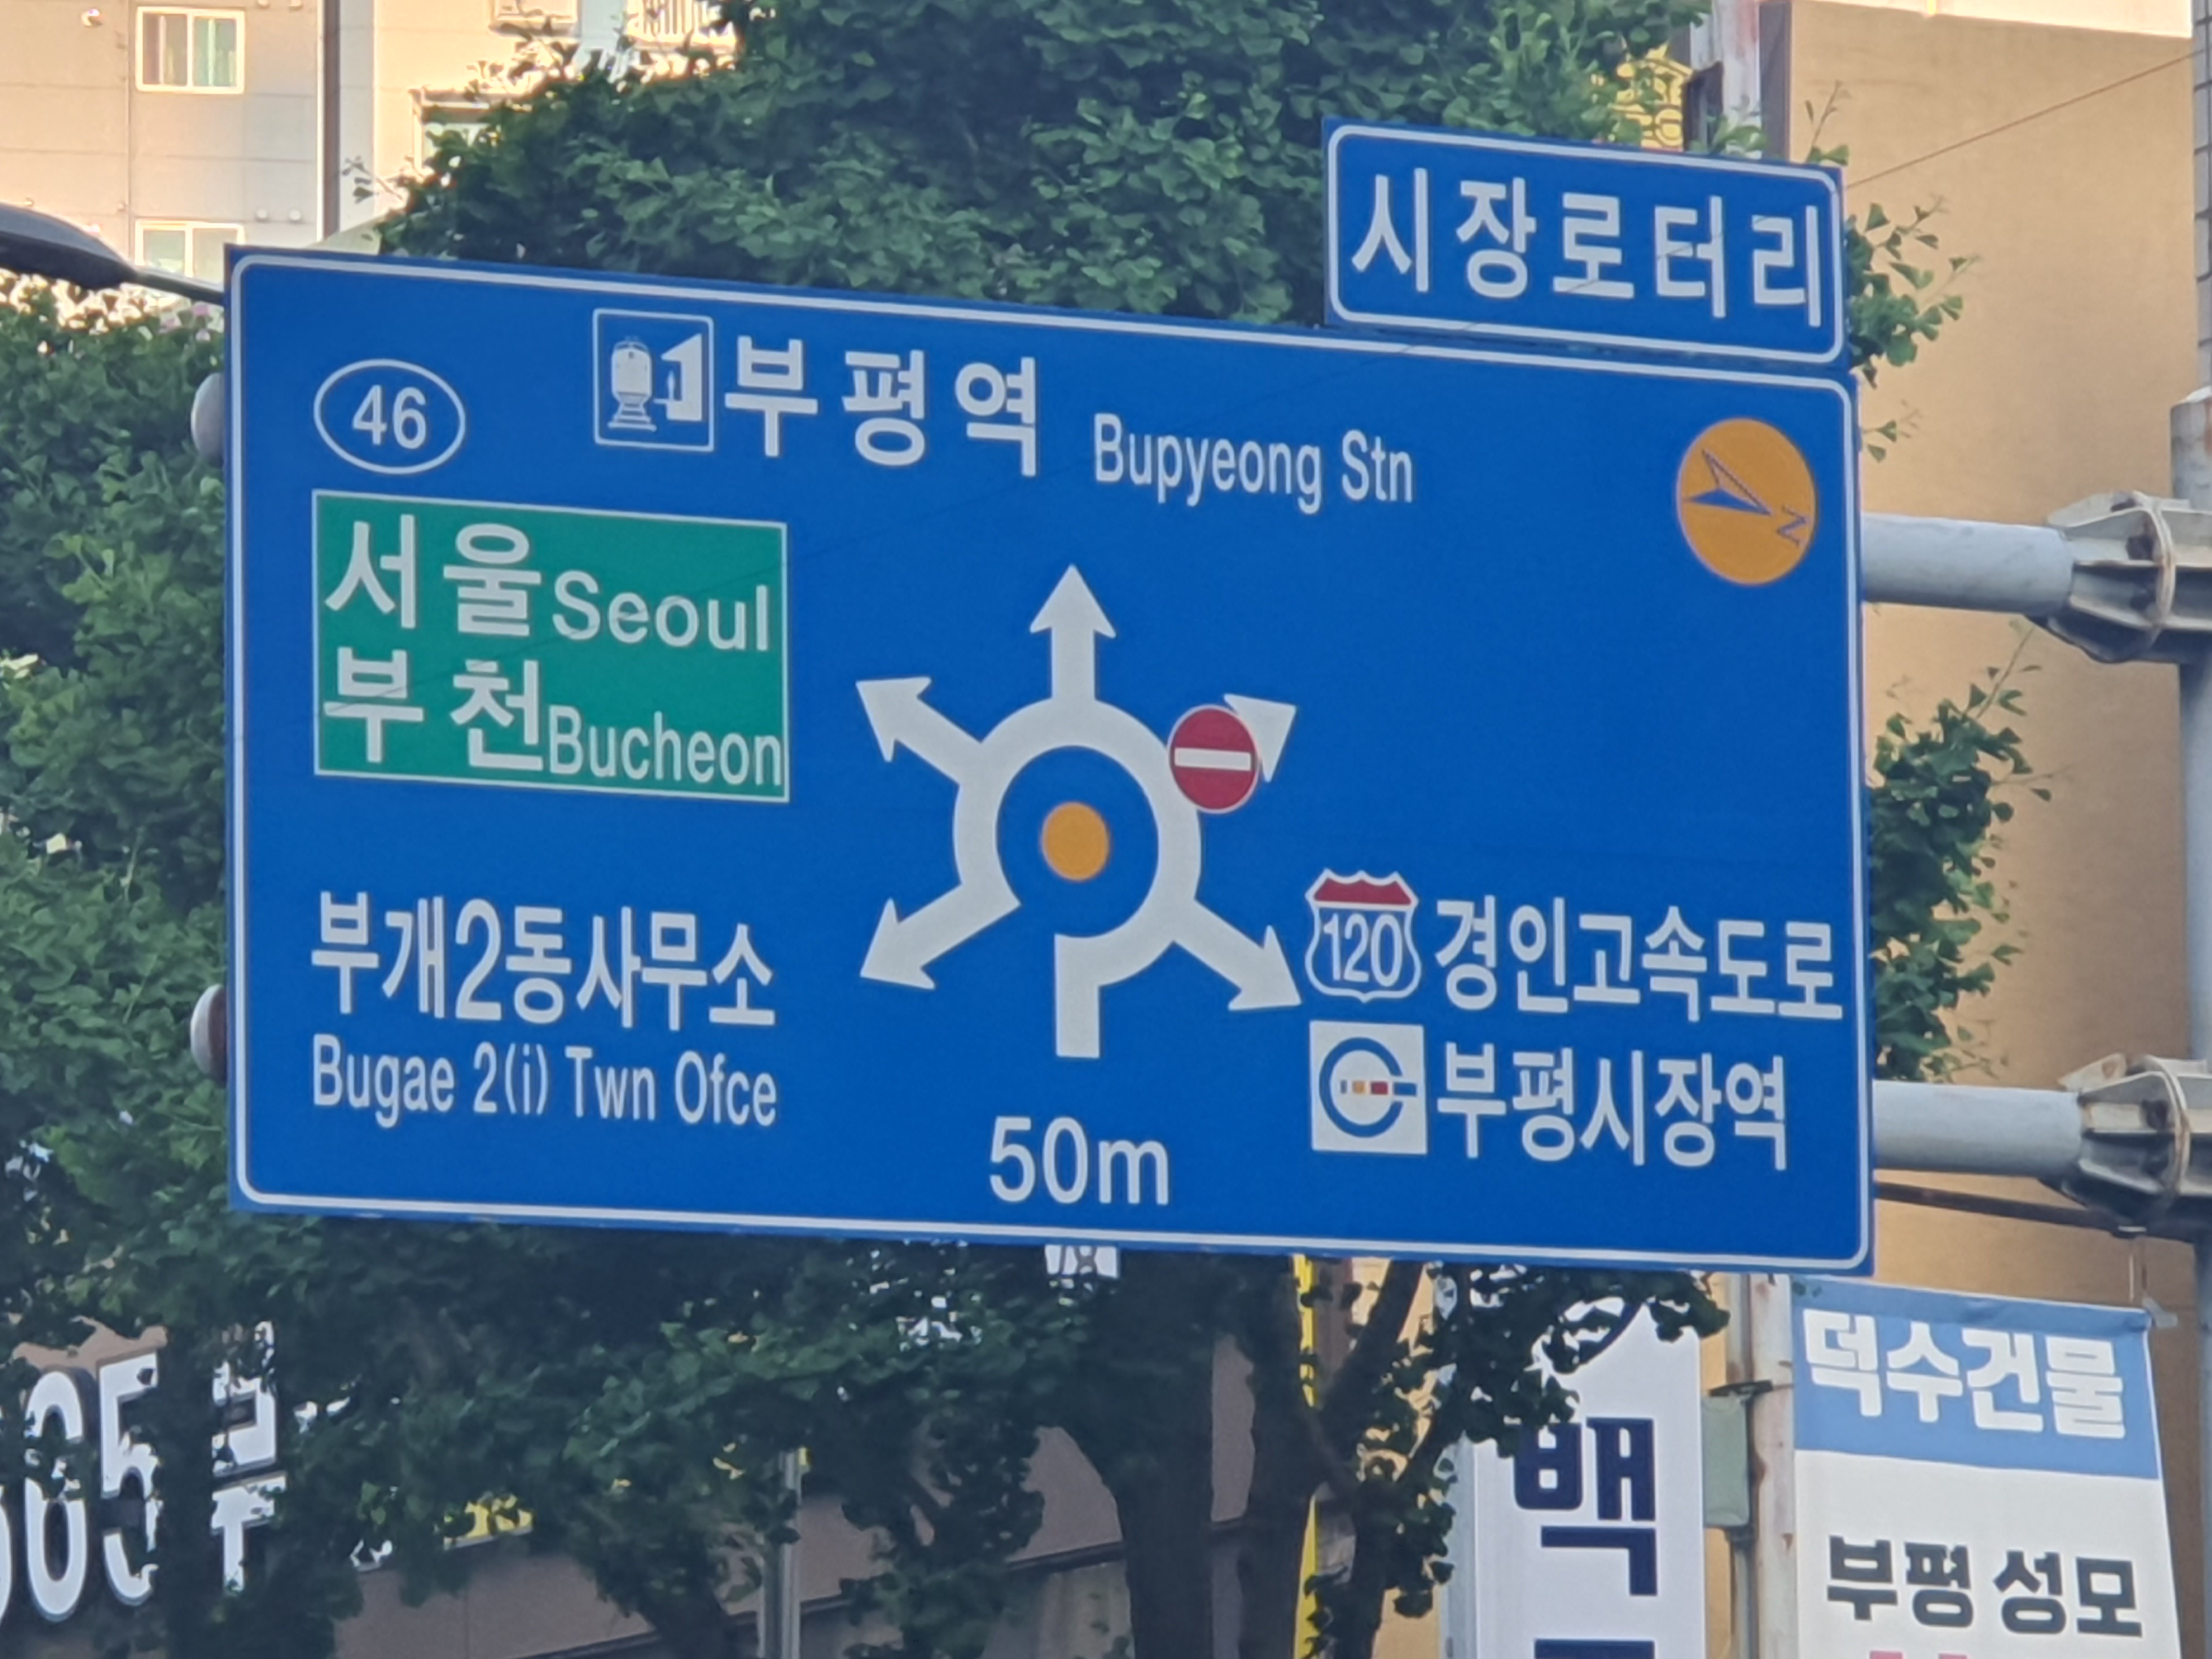 시장로터리
46
부평역 Bupyeong Stn
N
서울 Seoul
부천 Bucheon
부개2동사무소
Bugae 2(i) Twn Ofce
120 경인고속도로
부평시장역
50m
덕수건물
백
부평 성모